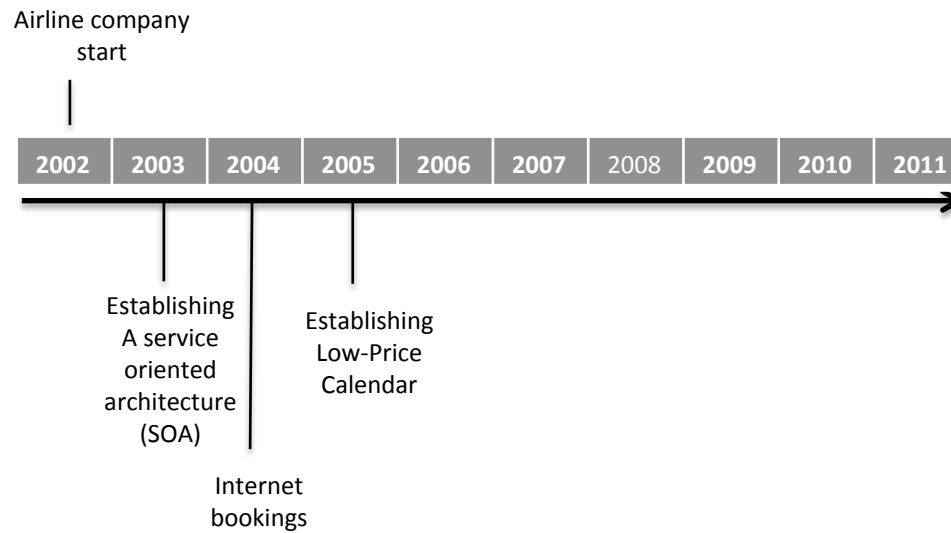 Airline company
start
2002 2003 2004 2005 2006 2007 2008 2009 2010 2011
Establishing
A service
oriented
architecture
(SOA)
Establishing
Low-Price
Calendar
Internet
bookings